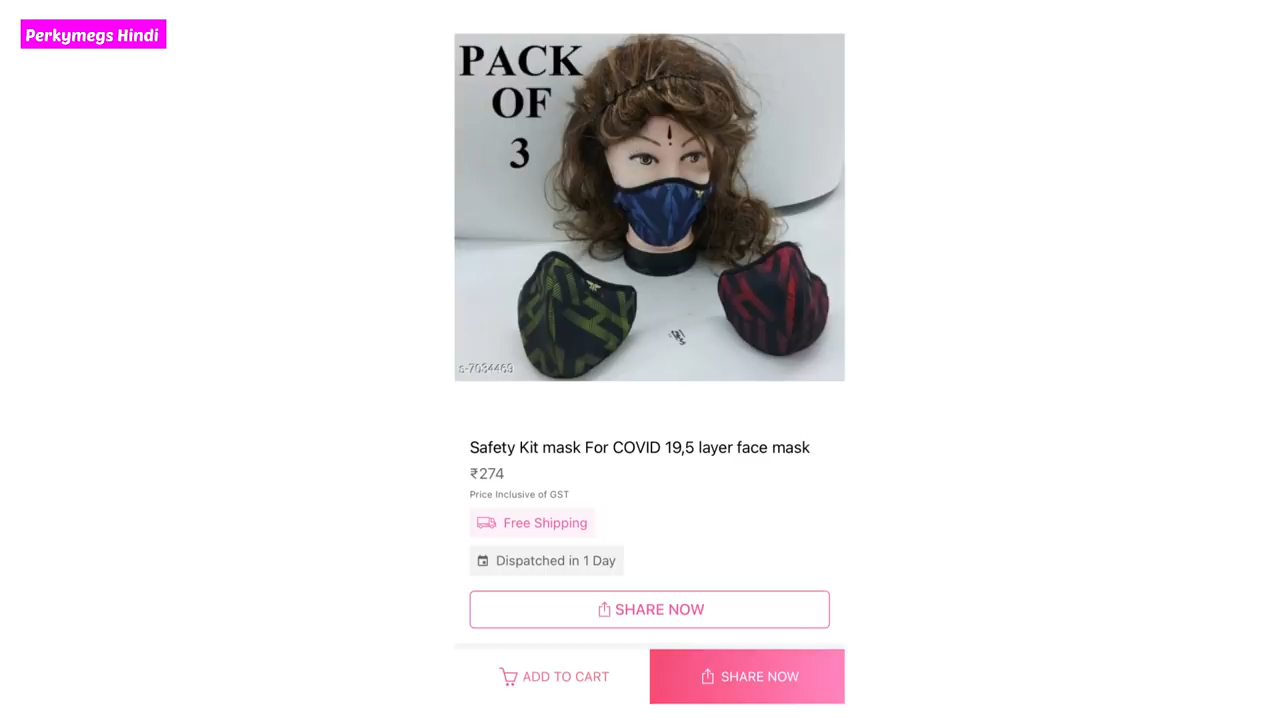 Perkymegs Hindi
PACK
OF
3
s-7034469
Safety Kit mask For COVID 19,5 layer face mask
₹274
Price Inclusive of GST
Free Shipping
Dispatched in 1 Day
SHARE NOW
ADD TO CART
SHARE NOW